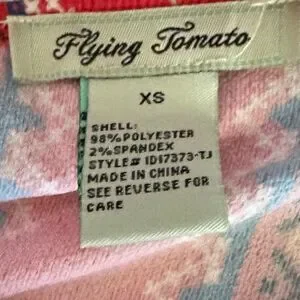 Flying Tomato
XS
SHELL:
98%POLYESTER
2%SPANDEX
STYLE# ID17373-TJ
MADE IN CHINA
SEE REVERSE FOR
CARE